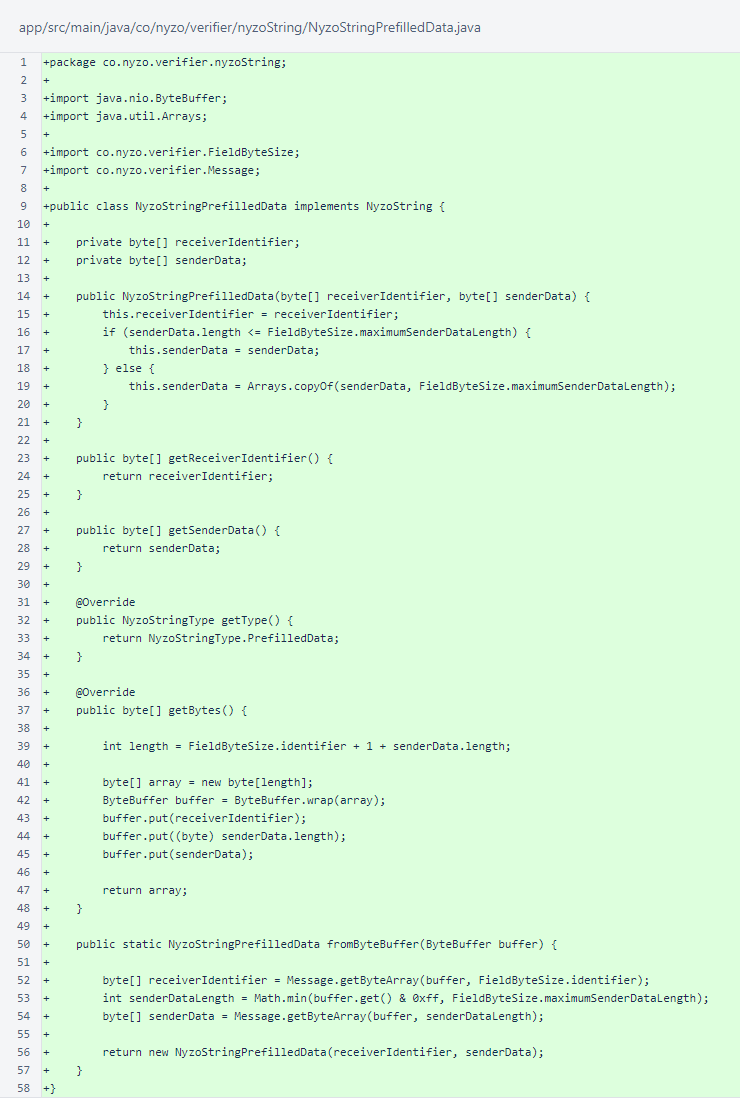 app/src/main/java/co/nyzo/verifier/nyzoString/NyzoStringPrefilledData.java
1 +package co.nyzo.verifier.nyzoString;
2 +
3 +import java.nio.ByteBuffer;
4 +import java.util.Arrays;
5 +
6 +import co.nyzo.verifier.FieldByteSize;
7 +import co.nyzo.verifier.Message;
8 +
9 +public class NyzoStringPrefilledData implements NyzoString {
10 +
11 +    private byte[] receiverIdentifier;
12 +    private byte[] senderData;
13 +
14 +    public NyzoStringPrefilledData(byte[] receiverIdentifier, byte[] senderData) {
15 +        this.receiverIdentifier = receiverIdentifier;
16 +        if (senderData.length <= FieldByteSize.maximumSenderDataLength) {
17 +            this.senderData = senderData;
18 +        } else {
19 +            this.senderData = Arrays.copyOf(senderData, FieldByteSize.maximumSenderDataLength);
20 +        }
21 +    }
22 +
23 +    public byte[] getReceiverIdentifier() {
24 +        return receiverIdentifier;
25 +    }
26 +
27 +    public byte[] getSenderData() {
28 +        return senderData;
29 +    }
30 +
31 +    @Override
32 +    public NyzoStringType getType() {
33 +        return NyzoStringType.PrefilledData;
34 +    }
35 +
36 +    @Override
37 +    public byte[] getBytes() {
38 +
39 +        int length = FieldByteSize.identifier + 1 + senderData.length;
40 +
41 +        byte[] array = new byte[length];
42 +        ByteBuffer buffer = ByteBuffer.wrap(array);
43 +        buffer.put(receiverIdentifier);
44 +        buffer.put((byte) senderData.length);
45 +        buffer.put(senderData);
46 +
47 +        return array;
48 +    }
49 +
50 +    public static NyzoStringPrefilledData fromByteBuffer(ByteBuffer buffer) {
51 +
52 +        byte[] receiverIdentifier = Message.getByteArray(buffer, FieldByteSize.identifier);
53 +        int senderDataLength = Math.min(buffer.get() & 0xff, FieldByteSize.maximumSenderDataLength);
54 +        byte[] senderData = Message.getByteArray(buffer, senderDataLength);
55 +
56 +        return new NyzoStringPrefilledData(receiverIdentifier, senderData);
57 +    }
58 +}